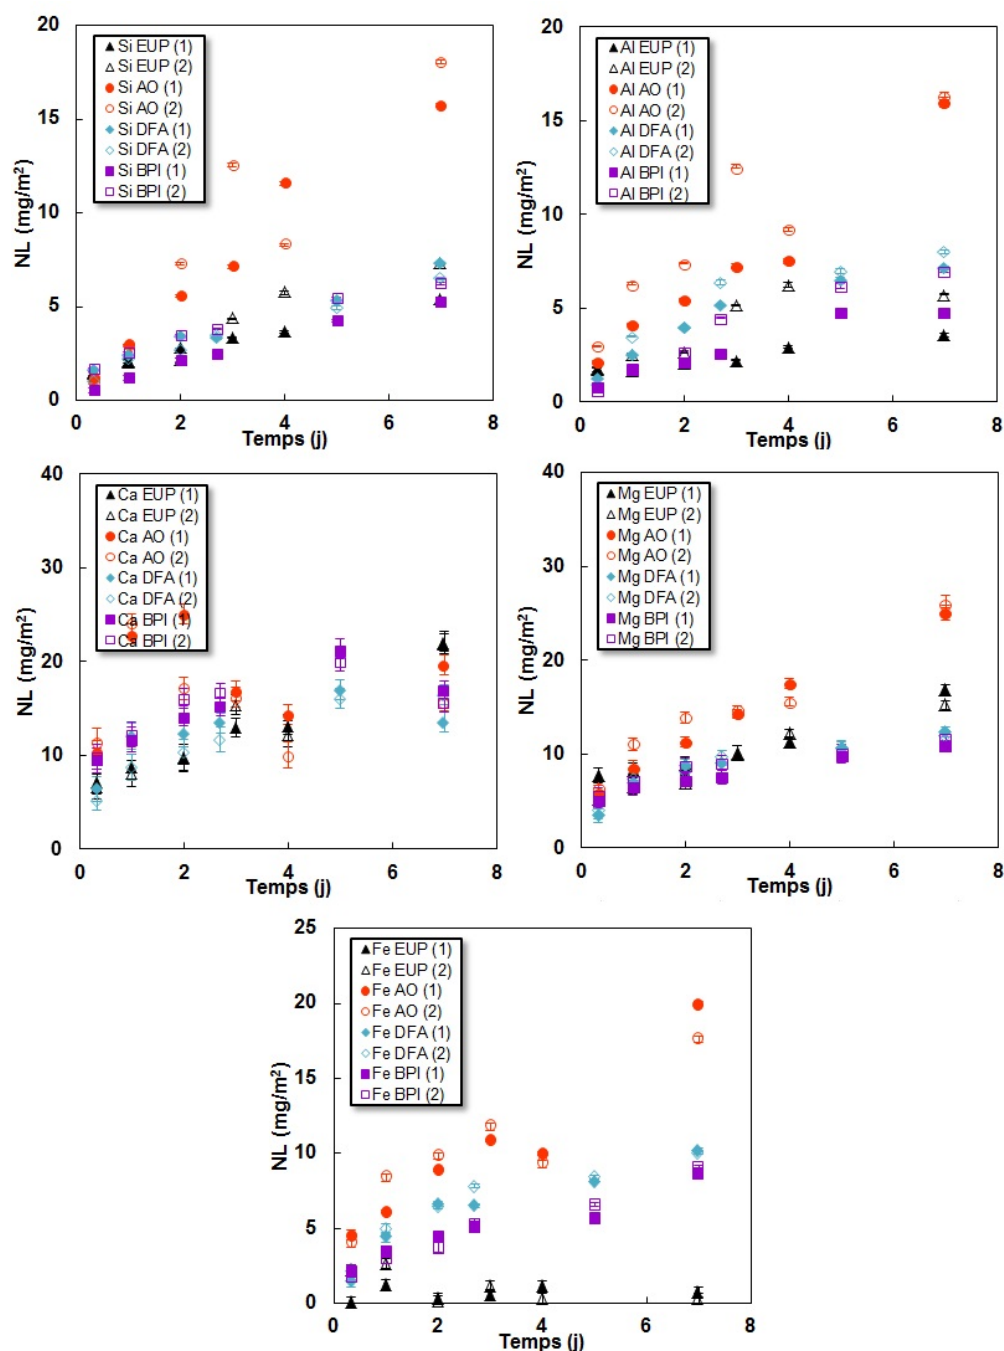 20
15
10
5
0
NL (mg/m²)
Si EUP (1)
Si EUP (2)
Si AO (1)
Si AO (2)
Si DFA (1)
Si DFA (2)
Si BPI (1)
Si BPI (2)
0 2 4 6 8
Temps (j)
20
15
10
5
0
NL (mg/m²)
Al EUP (1)
Al EUP (2)
Al AO (1)
Al AO (2)
Al DFA (1)
Al DFA (2)
Al BPI (1)
Al BPI (2)
0 2 4 6 8
Temps (j)
40
30
20
10
0
NL (mg/m²)
Ca EUP (1)
Ca EUP (2)
Ca AO (1)
Ca AO (2)
Ca DFA (1)
Ca DFA (2)
Ca BPI (1)
Ca BPI (2)
0 2 4 6 8
Temps (j)
40
30
20
10
0
NL (mg/m²)
Mg EUP (1)
Mg EUP (2)
Mg AO (1)
Mg AO (2)
Mg DFA (1)
Mg DFA (2)
Mg BPI (1)
Mg BPI (2)
0 2 4 6 8
Temps (j)
25
20
15
10
5
0
NL (mg/m²)
Fe EUP (1)
Fe EUP (2)
Fe AO (1)
Fe AO (2)
Fe DFA (1)
Fe DFA (2)
Fe BPI (1)
Fe BPI (2)
0 2 4 6 8
Temps (j)